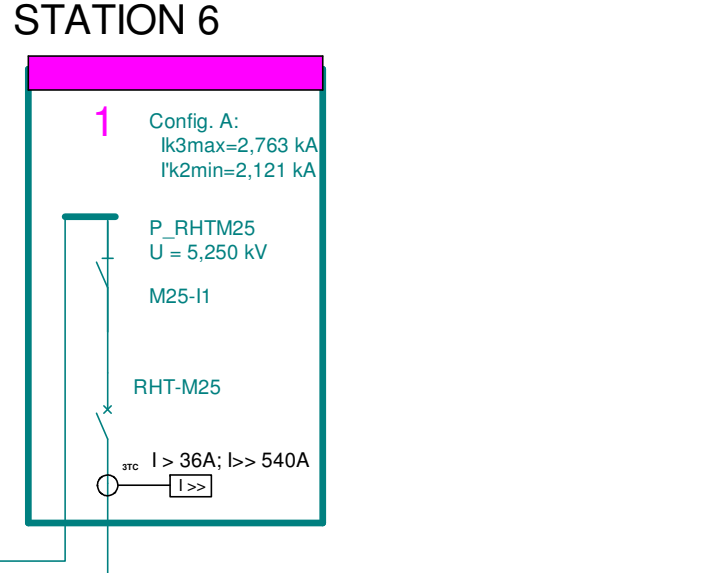 STATION 6
1
Config. A:
Ik3max=2,763 kA
I"k2min=2,121 kA
P_RHTM25
U = 5,250 kV
M25-I1
RHT-M25
3TC
I > 36A; I>> 540A
I >>